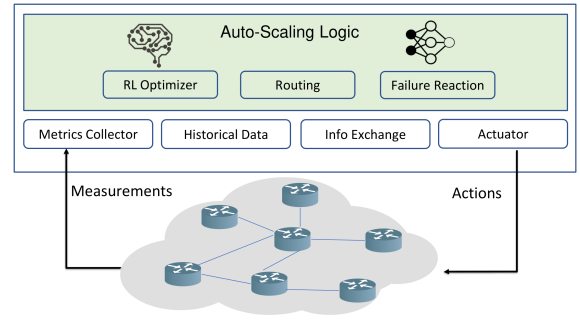 Auto-Scaling Logic
RL Optimizer
Routing
Failure Reaction
Metrics Collector
Historical Data
Info Exchange
Actuator
Measurements
Actions